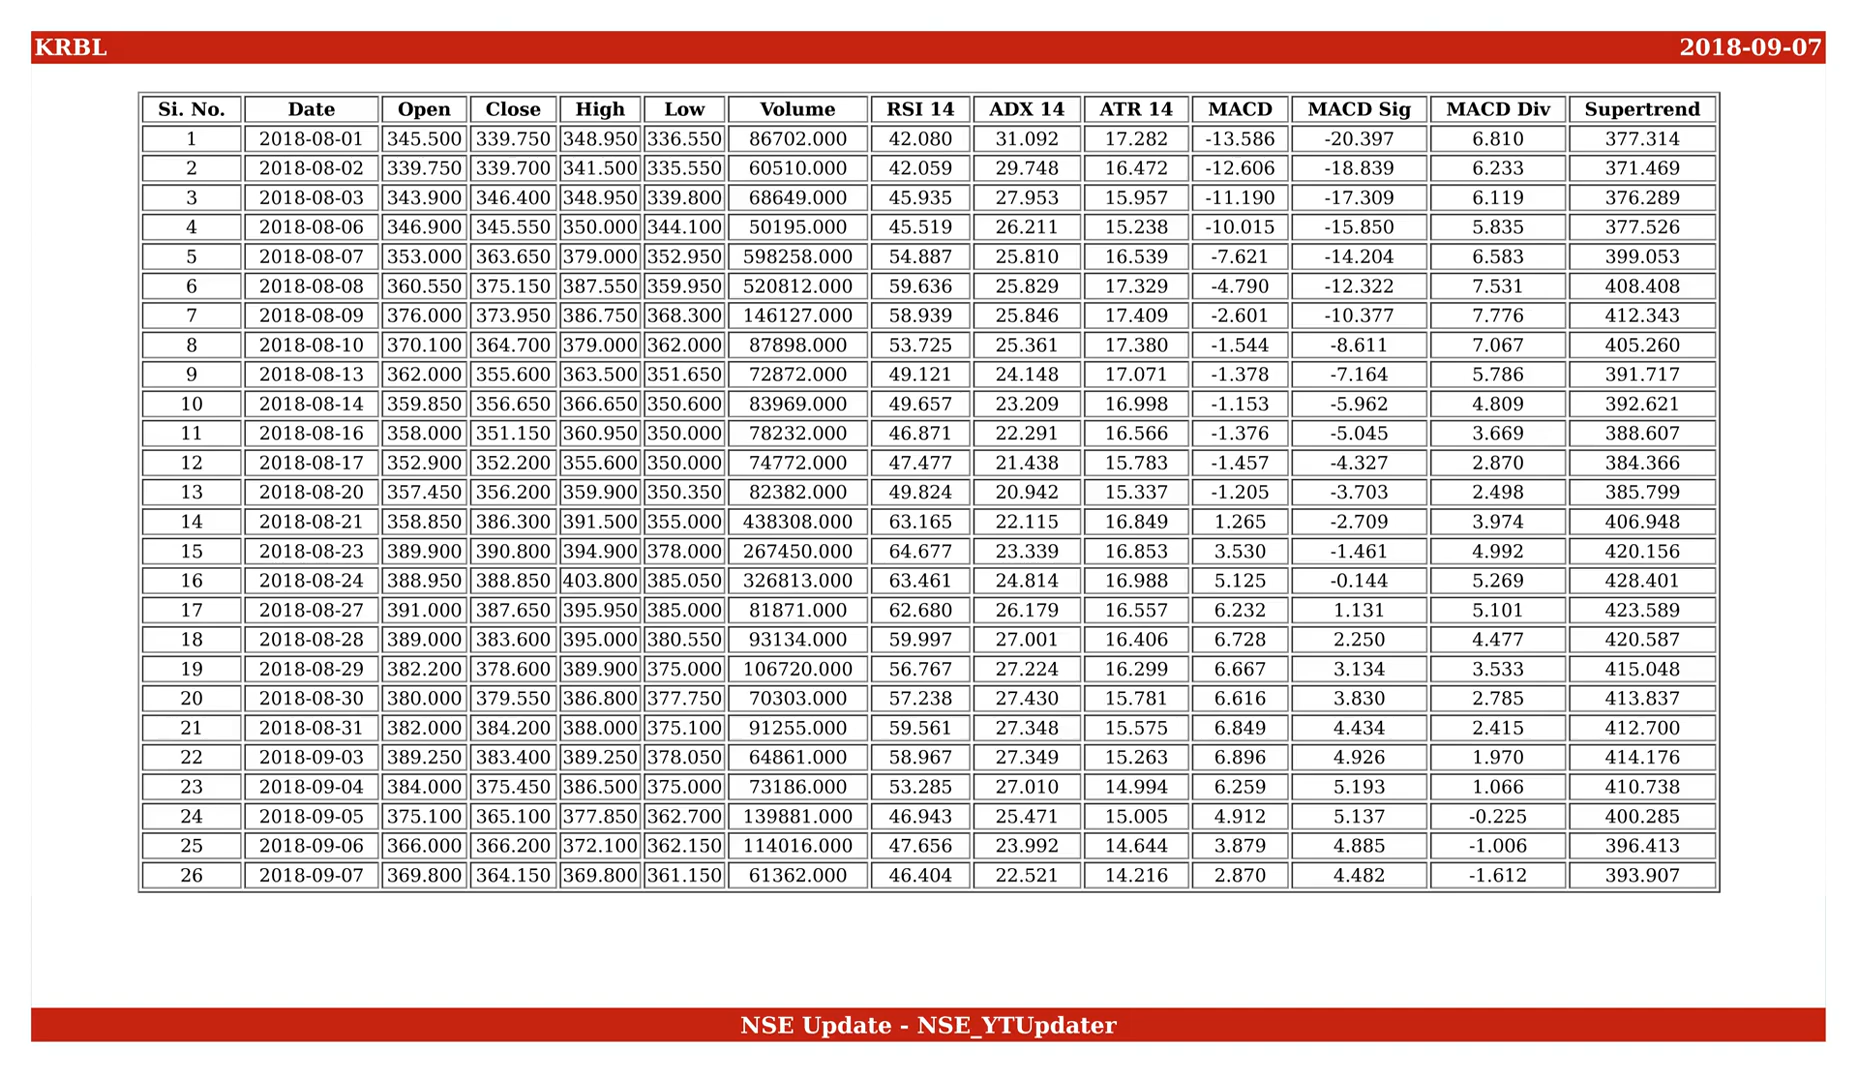 KRBL 2018-09-07
Si. No. Date Open Close High Low Volume RSI 14 ADX 14 ATR 14 MACD MACD Sig MACD Div Supertrend
1 2018-08-01 345.500 339.750 348.950 336.550 86702.000 42.080 31.092 17.282 -13.586 -20.397 6.810 377.314
2 2018-08-02 339.750 339.700 341.500 335.550 60510.000 42.059 29.748 16.472 -12.606 -18.839 6.233 371.469
3 2018-08-03 343.900 346.400 348.950 339.800 68649.000 45.935 27.953 15.957 -11.190 -17.309 6.119 376.289
4 2018-08-06 346.900 345.550 350.000 344.100 50195.000 45.519 26.211 15.238 -10.015 -15.850 5.835 377.526
5 2018-08-07 353.000 363.650 379.000 352.950 598258.000 54.887 25.810 16.539 -7.621 -14.204 6.583 399.053
6 2018-08-08 360.550 375.150 387.550 359.950 520812.000 59.636 25.829 17.329 -4.790 -12.322 7.531 408.408
7 2018-08-09 376.000 373.950 386.750 368.300 146127.000 58.939 25.846 17.409 -2.601 -10.377 7.776 412.343
8 2018-08-10 370.100 364.700 379.000 362.000 87898.000 53.725 25.361 17.380 -1.544 -8.611 7.067 405.260
9 2018-08-13 362.000 355.600 363.500 351.650 72872.000 49.121 24.148 17.071 -1.378 -7.164 5.786 391.717
10 2018-08-14 359.850 356.650 366.650 350.600 83969.000 49.657 23.209 16.998 -1.153 -5.962 4.809 392.621
11 2018-08-16 358.000 351.150 360.950 350.000 78232.000 46.871 22.291 16.566 -1.376 -5.045 3.669 388.607
12 2018-08-17 352.900 352.200 355.600 350.000 74772.000 47.477 21.438 15.783 -1.457 -4.327 2.870 384.366
13 2018-08-20 357.450 356.200 359.900 350.350 82382.000 49.824 20.942 15.337 -1.205 -3.703 2.498 385.799
14 2018-08-21 358.850 386.300 391.500 355.000 438308.000 63.165 22.115 16.849 1.265 -2.709 3.974 406.948
15 2018-08-23 389.900 390.800 394.900 378.000 267450.000 64.677 23.339 16.853 3.530 -1.461 4.992 420.156
16 2018-08-24 388.950 388.850 403.800 385.050 326813.000 63.461 24.814 16.988 5.125 -0.144 5.269 428.401
17 2018-08-27 391.000 387.650 395.950 385.000 81871.000 62.680 26.179 16.557 6.232 1.131 5.101 423.589
18 2018-08-28 389.000 383.600 395.000 380.550 93134.000 59.997 27.001 16.406 6.728 2.250 4.477 420.587
19 2018-08-29 382.200 378.600 389.900 375.000 106720.000 56.767 27.224 16.299 6.667 3.134 3.533 415.048
20 2018-08-30 380.000 379.550 386.800 377.750 70303.000 57.238 27.430 15.781 6.616 3.830 2.785 413.837
21 2018-08-31 382.000 384.200 388.000 375.100 91255.000 59.561 27.348 15.575 6.849 4.434 2.415 412.700
22 2018-09-03 389.250 383.400 389.250 378.050 64861.000 58.967 27.349 15.263 6.896 4.926 1.970 414.176
23 2018-09-04 384.000 375.450 386.500 375.000 73186.000 53.285 27.010 14.994 6.259 5.193 1.066 410.738
24 2018-09-05 375.100 365.100 377.850 362.700 139881.000 46.943 25.471 15.005 4.912 5.137 -0.225 400.285
25 2018-09-06 366.000 366.200 372.100 362.150 114016.000 47.656 23.992 14.644 3.879 4.885 -1.006 396.413
26 2018-09-07 369.800 364.150 369.800 361.150 61362.000 46.404 22.521 14.216 2.870 4.482 -1.612 393.907
NSE Update - NSE_YTUpdater